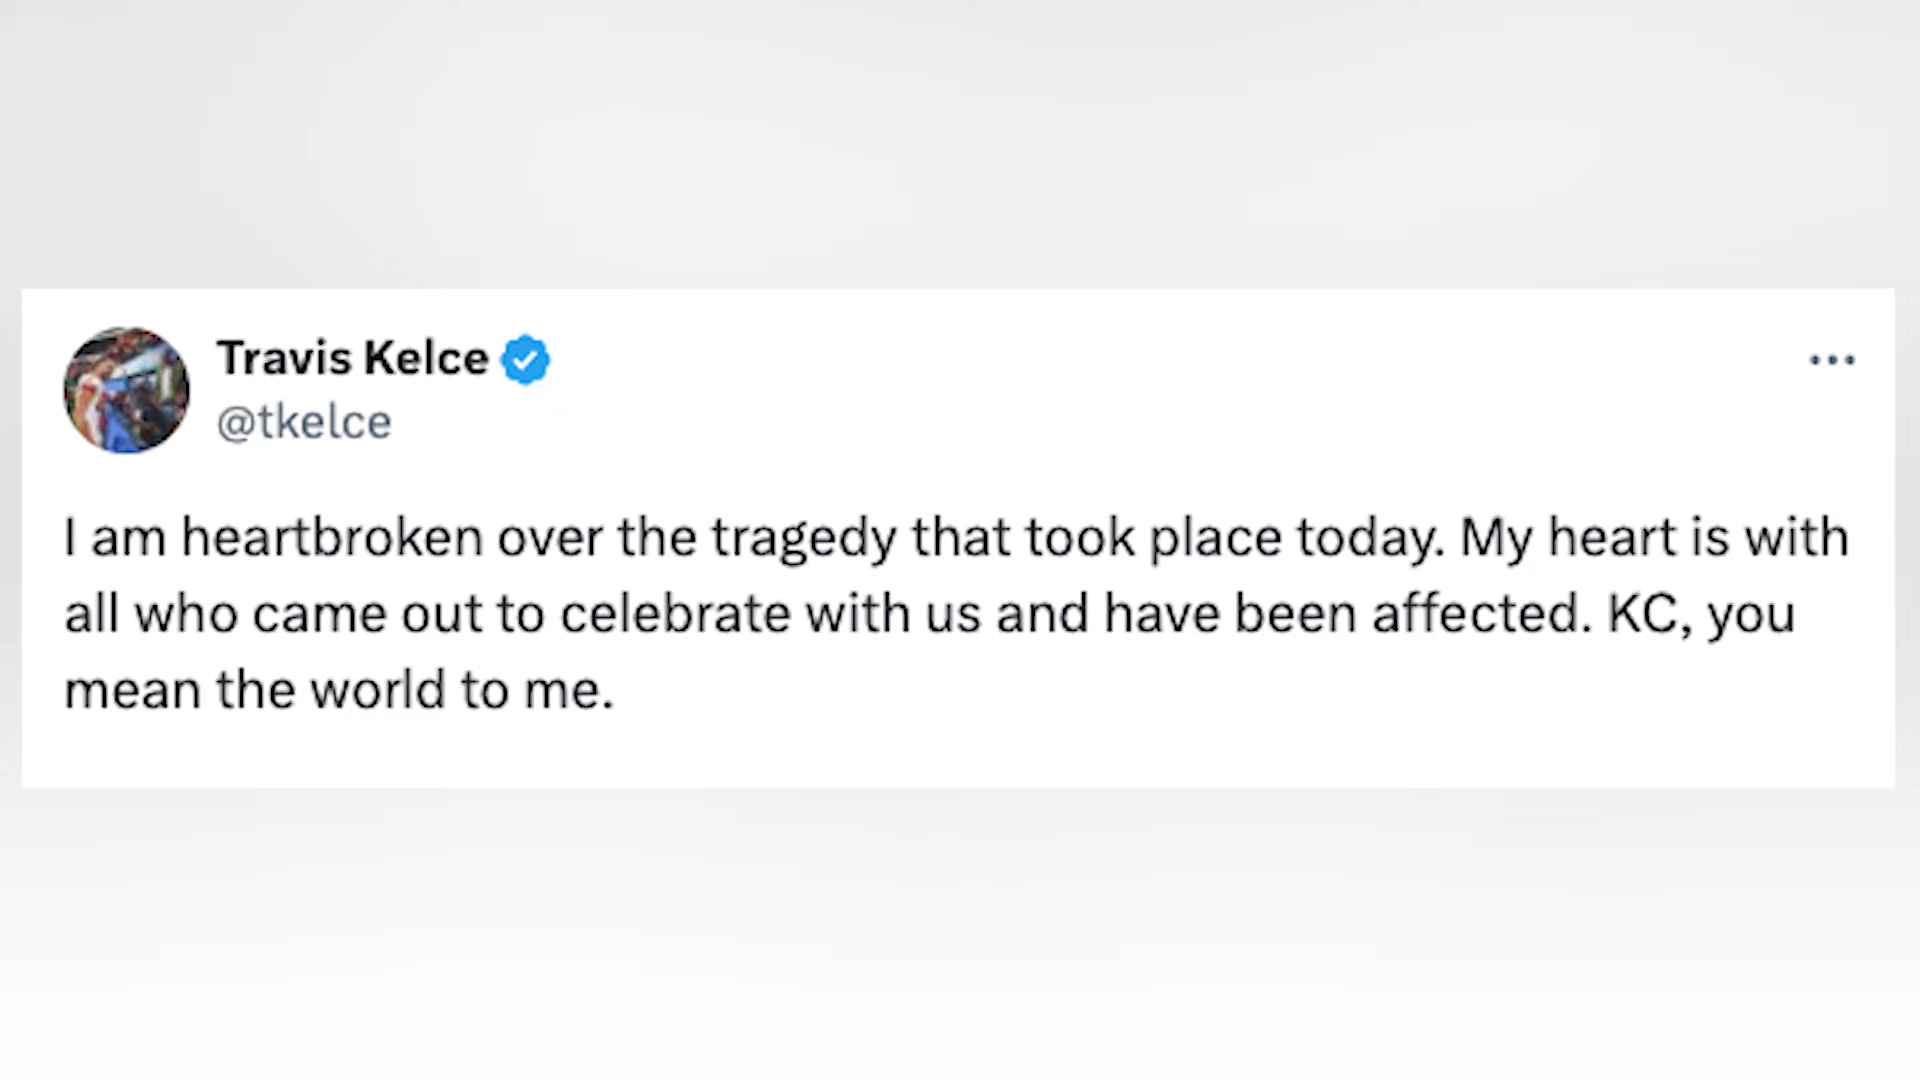 Travis Kelce
@tkelce
I am heartbroken over the tragedy that took place today. My heart is with
all who came out to celebrate with us and have been affected. KC, you
mean the world to me.